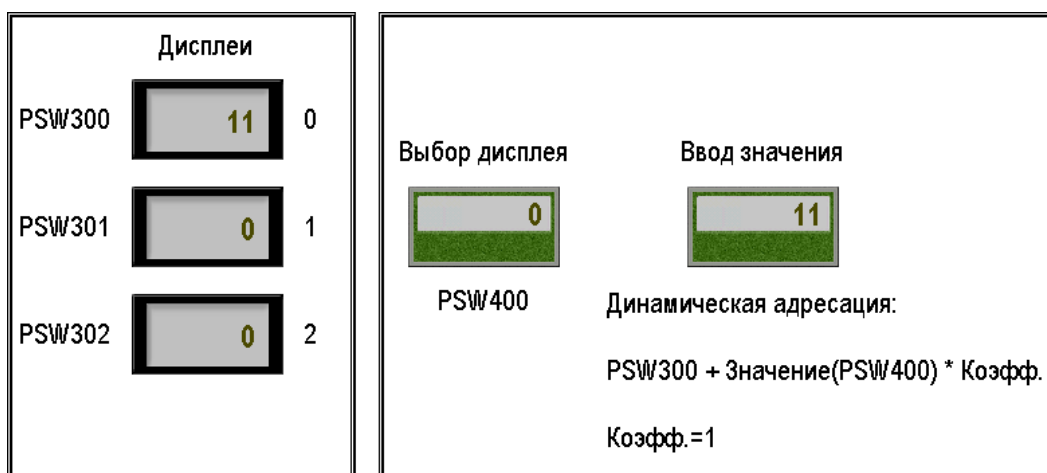 Дисплеи
PSW300 11 0
PSW301 0 1
PSW302 0 2
Выбор дисплея Ввод значения
0 11
PSW400
Динамическая адресация:
PSW300 + Значение(PSW400) * Коэфф.
Коэфф.=1